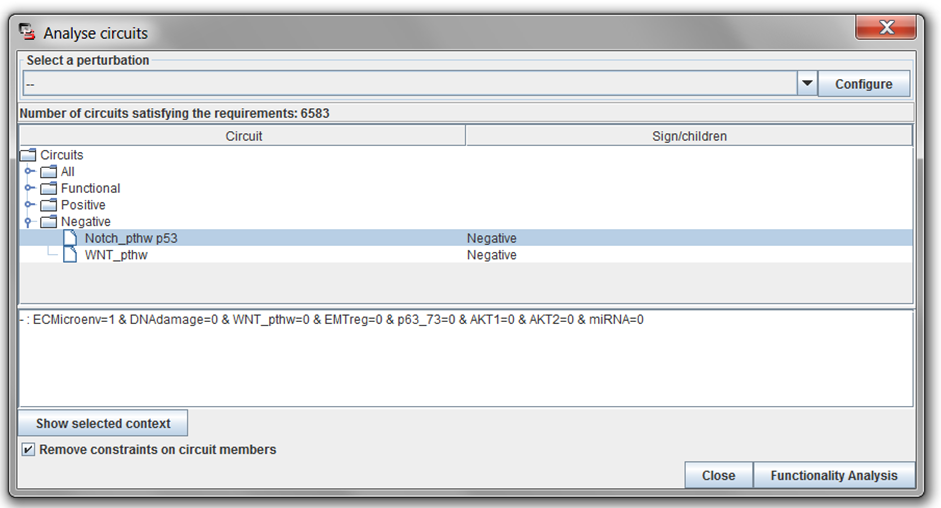 Analyse circuits
Select a perturbation
--
Configure
Number of circuits satisfying the requirements: 6583
Circuit Sign/children
Circuits
All
Functional
Positive
Negative
Notch_pthw p53 Negative
WNT_pthw Negative
- : ECMicroenv=1 & DNAdamage=0 & WNT_pthw=0 & EMTreg=0 & p63_73=0 & AKT1=0 & AKT2=0 & miRNA=0
Show selected context
Remove constraints on circuit members
Close Functionality Analysis